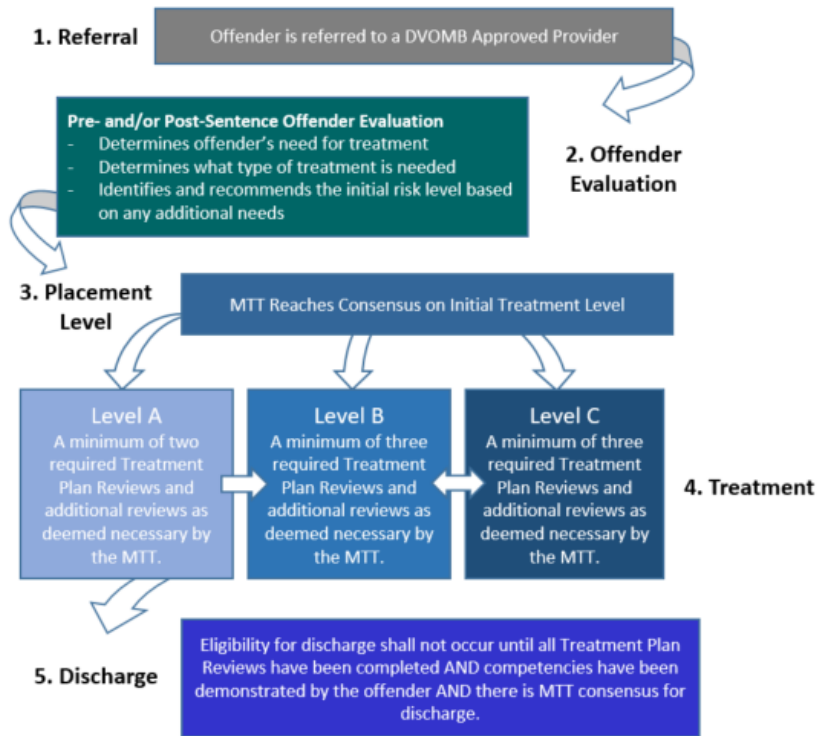 1. Referral
Offender is referred to a DVOMB Approved Provider
Pre- and/or Post-Sentence Offender Evaluation
- Determines offender's need for treatment
- Determines what type of treatment is needed
- Identifies and recommends the initial risk level based
on any additional needs
2. Offender
Evaluation
3. Placement
Level
MTT Reaches Consensus on Initial Treatment Level
Level A
A minimum of two
required Treatment
Plan Reviews and
additional reviews as
deemed necessary by
the MTT.
Level B
A minimum of three
required Treatment
Plan Reviews and
additional reviews as
deemed necessary by
the MTT.
Level C
A minimum of three
required Treatment
Plan Reviews and
additional reviews as
deemed necessary by
the MTT.
4. Treatment
5. Discharge
Eligibility for discharge shall not occur until all Treatment Plan
Reviews have been completed AND competencies have been
demonstrated by the offender AND there is MTT consensus for
discharge.